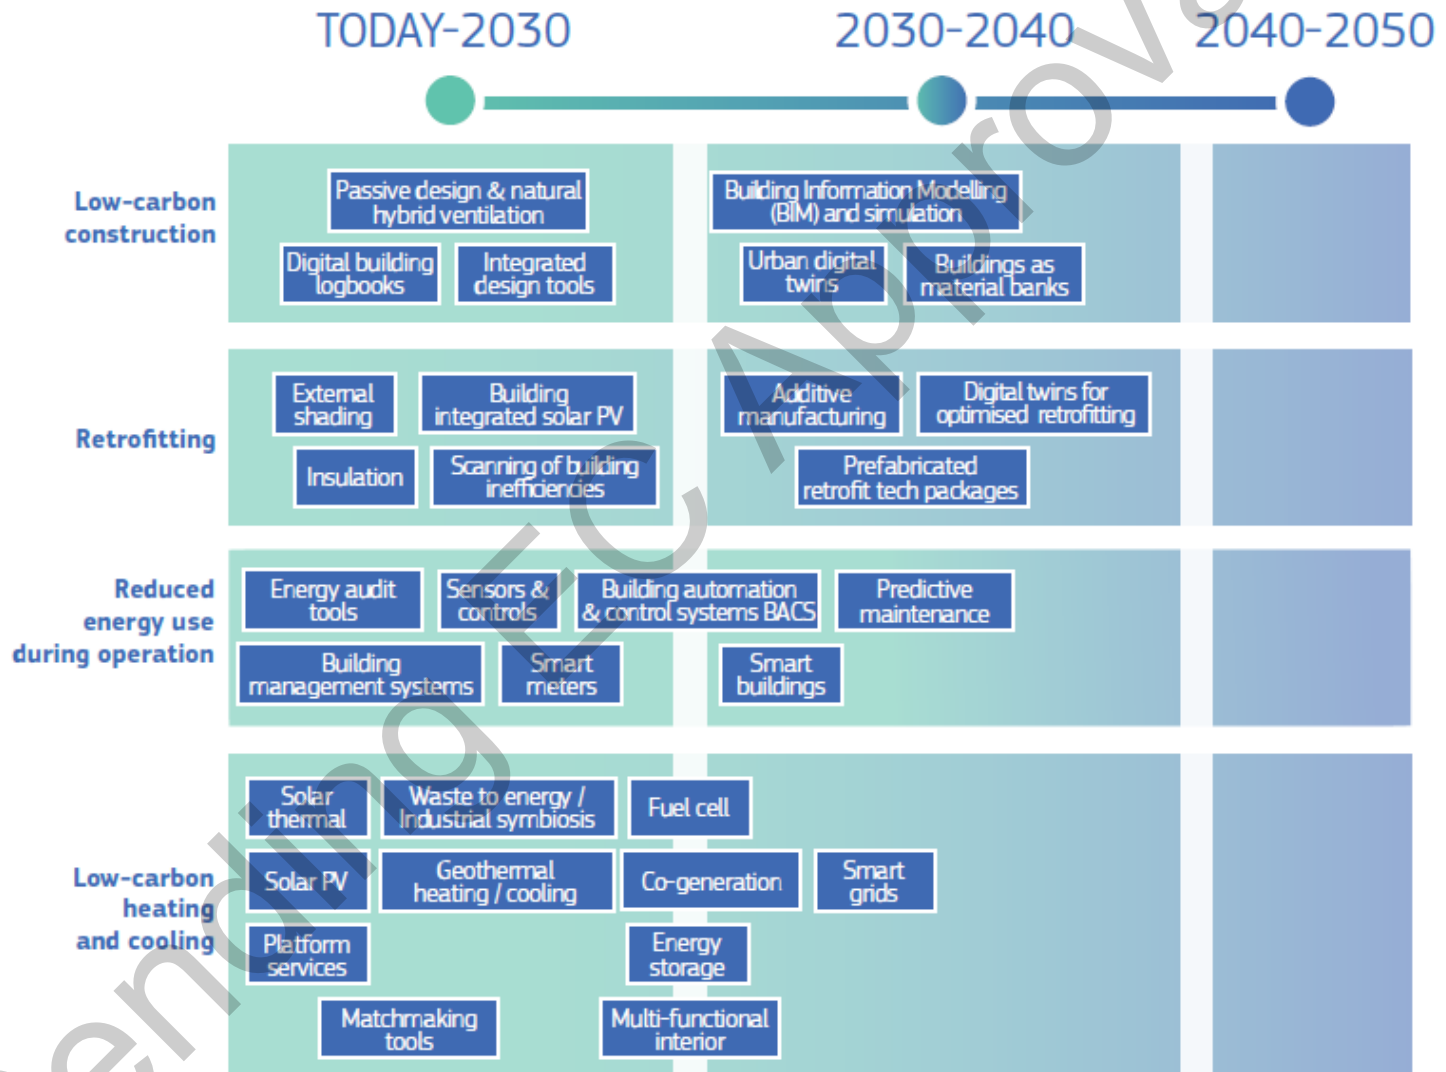 TODAY-2030
2030-2040
2040-2050
Low-carbon
construction
Passive design & natural
hybrid ventilation
Building Information Modelling
(BIM) and simulation
Digital building
logbooks
Integrated
design tools
Urban digital
twins
Buildings as
material banks
Retrofitting
External
shading
Building
integrated solar PV
Additive
manufacturing
Digital twins for
optimised retrofitting
Insulation
Scanning of building
inefficiencies
Prefabricated
retrofit tech packages
Reduced
energy use
during operation
Energy audit
tools
Sensors &
controls
Building automation
& control systems BACS
Predictive
maintenance
Building
management systems
Smart
meters
Smart
buildings
Low-carbon
heating
and cooling
Solar
thermal
Waste to energy /
Industrial symbiosis
Fuel cell
Solar PV
Geothermal
heating / cooling
Co-generation
Smart
grids
Platform
services
Energy
storage
Matchmaking
tools
Multi-functional
interior
ending EC Approva